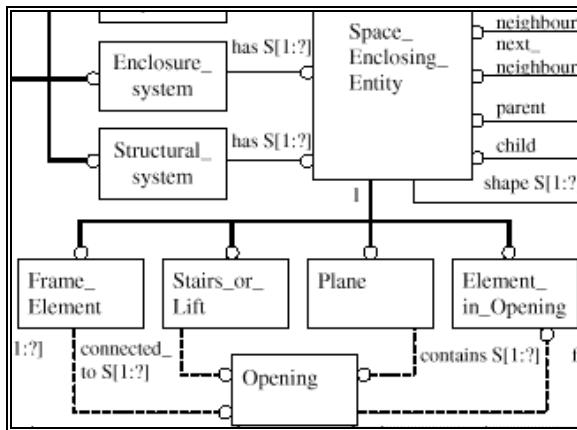 neighbour
has S[1:?]
Space_
next_
Enclosure_
system
Enclosing_
neighbour
Entity
parent
has S[1:?]
Structural_
system
child
1
shape S[1:?
Frame_
Element
Stairs_or_
Lift
Plane
Element_
in_Opening
1:?]
connected_
to S[1:?]
contains S[1:?]
f
Opening